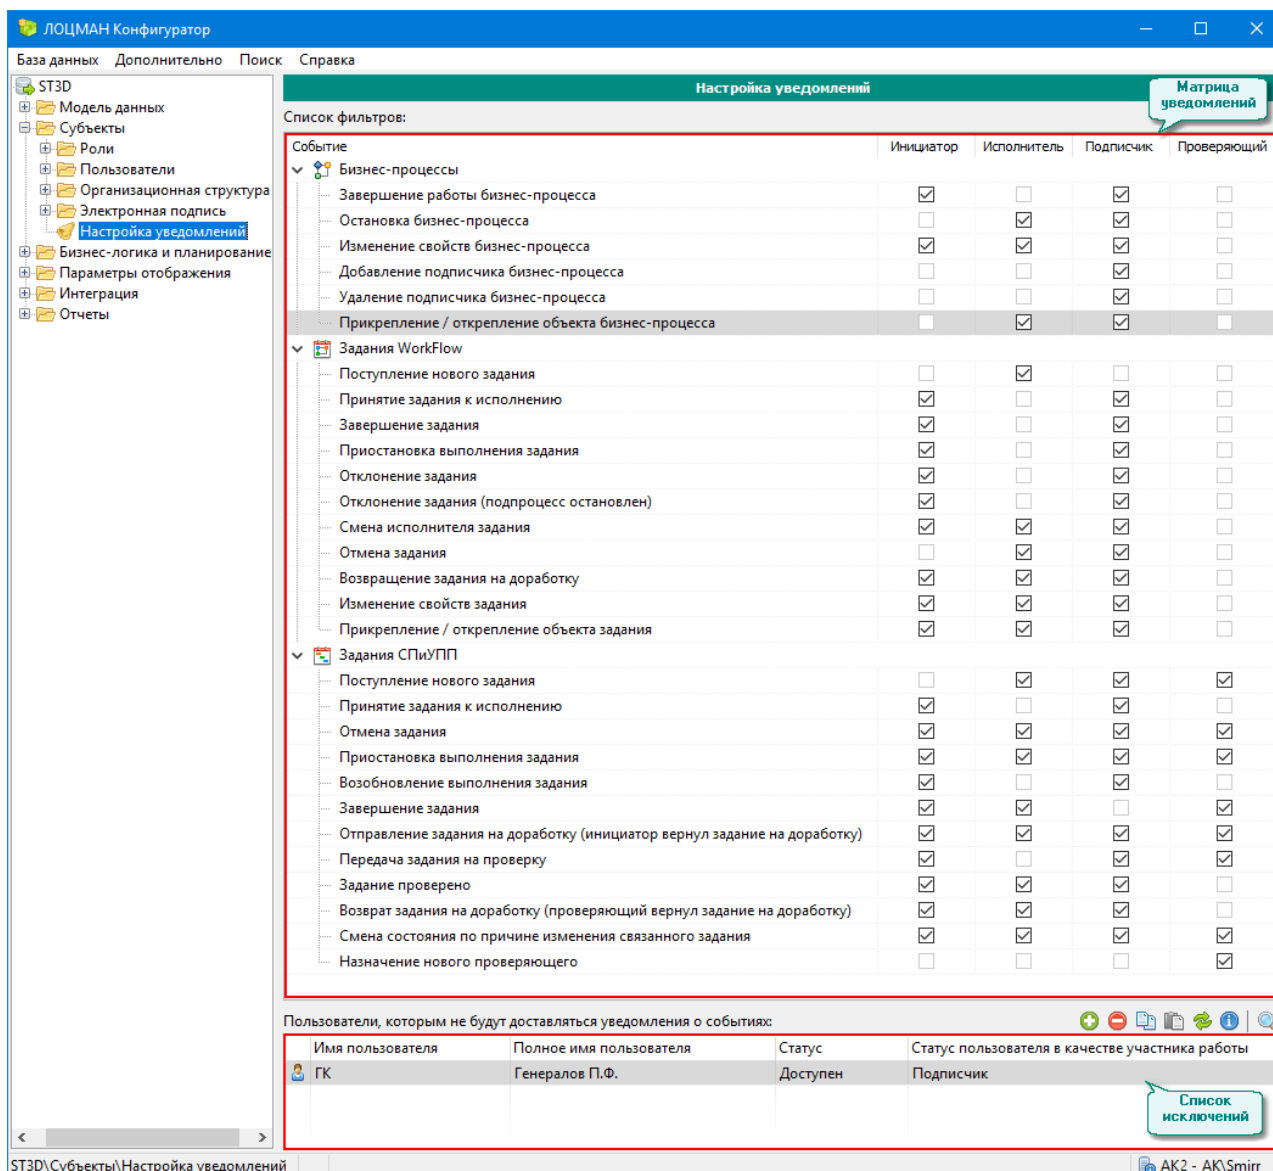 ЛОЦМАН Конфигуратор
База данных Дополнительно Поиск Справка
ST3D
Модель данных
Субъекты
Роли
Пользователи
Организационная структура
Электронная подпись
Настройка уведомлений
Бизнес-логика и планирование
Параметры отображения
Интеграция
Отчеты
Настройка уведомлений
Матрица
уведомлений
Список фильтров:
Событие Инициатор Исполнитель Подписчик Проверяющий
Бизнес-процессы
Завершение работы бизнес-процесса
Остановка бизнес-процесса
Изменение свойств бизнес-процесса
Добавление подписчика бизнес-процесса
Удаление подписчика бизнес-процесса
Прикрепление / открепление объекта бизнес-процесса
Задания WorkFlow
Поступление нового задания
Принятие задания к исполнению
Завершение задания
Приостановка выполнения задания
Отклонение задания
Отклонение задания (подпроцесс остановлен)
Смена исполнителя задания
Отмена задания
Возвращение задания на доработку
Изменение свойств задания
Прикрепление / открепление объекта задания
Задания СПиУПП
Поступление нового задания
Принятие задания к исполнению
Отмена задания
Приостановка выполнения задания
Возобновление выполнения задания
Завершение задания
Отправление задания на доработку (инициатор вернул задание на доработку)
Передача задания на проверку
Задание проверено
Возврат задания на доработку (проверяющий вернул задание на доработку)
Смена состояния по причине изменения связанного задания
Назначение нового проверяющего
Пользователи, которым не будут доставляться уведомления о событиях:
Имя пользователя Полное имя пользователя Статус Статус пользователя в качестве участника работы
ГК Генералов П.Ф. Доступен Подписчик
Список
исключений
ST3D\Субъекты\Настройка уведомлений AK2 - AK\Smirr